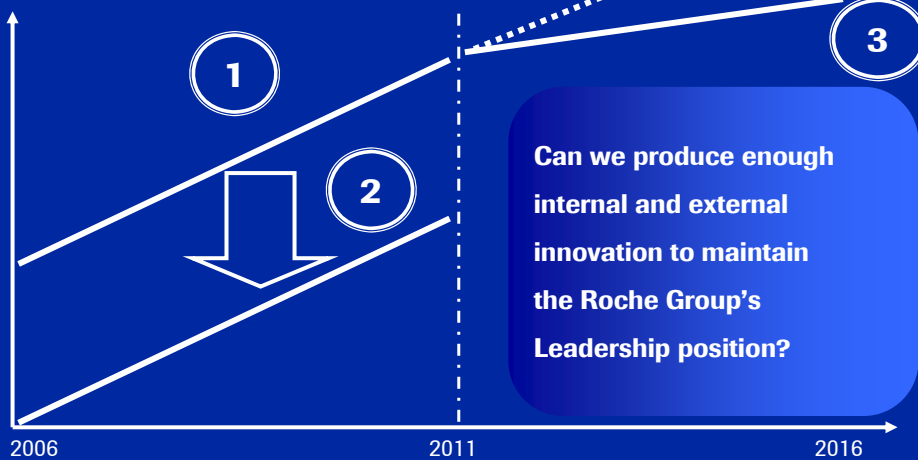 1
2
3
Can we produce enough
internal and external
innovation to maintain
the Roche Group's
Leadership position?
2006
2011
2016